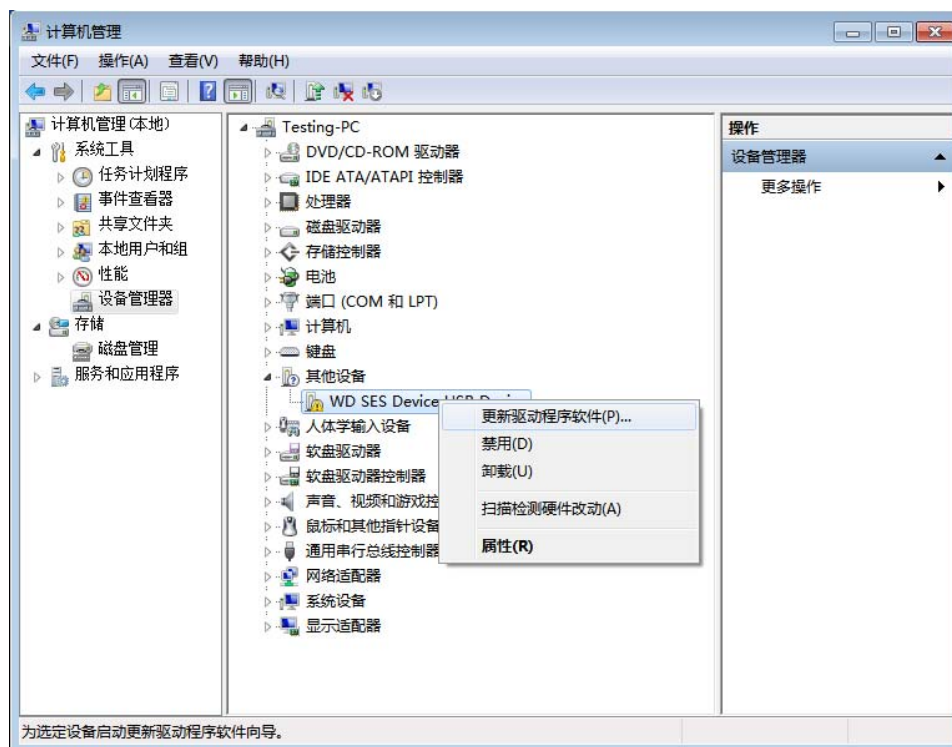 计算机管理
文件(F) 操作(A) 查看(V) 帮助(H)
计算机管理(本地)
系统工具
任务计划程序
事件查看器
共享文件夹
本地用户和组
性能
设备管理器
存储
磁盘管理
服务和应用程序
Testing-PC
DVD/CD-ROM 驱动器
IDE ATA/ATAPI 控制器
处理器
磁盘驱动器
存储控制器
电池
端口 (COM 和 LPT)
计算机
键盘
其他设备
WD SES Device USB Device
人体学输入设备
软盘驱动器
软盘驱动器控制器
声音、视频和游戏控
鼠标和其他指针设备
通用串行总线控制器
网络适配器
系统设备
显示适配器
更新驱动程序软件(P)...
禁用(D)
卸载(U)
扫描检测硬件改动(A)
属性(R)
操作
设备管理器
更多操作
为选定设备启动更新驱动程序软件向导。